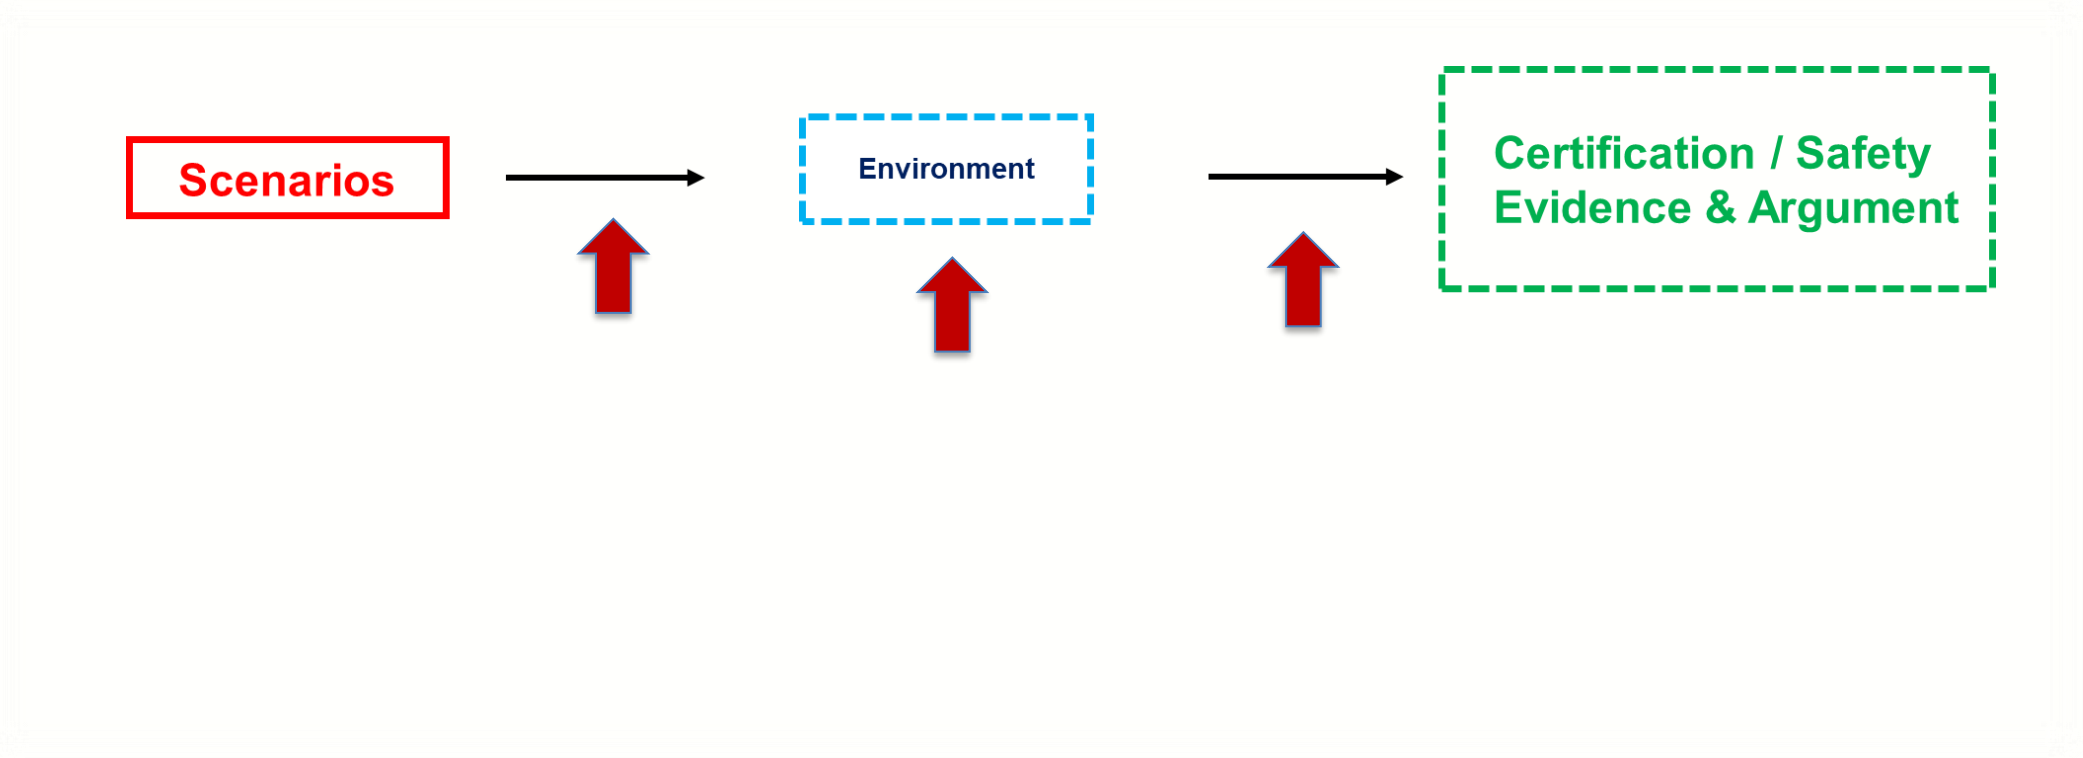 Scenarios
Environment
Certification / Safety
Evidence & Argument